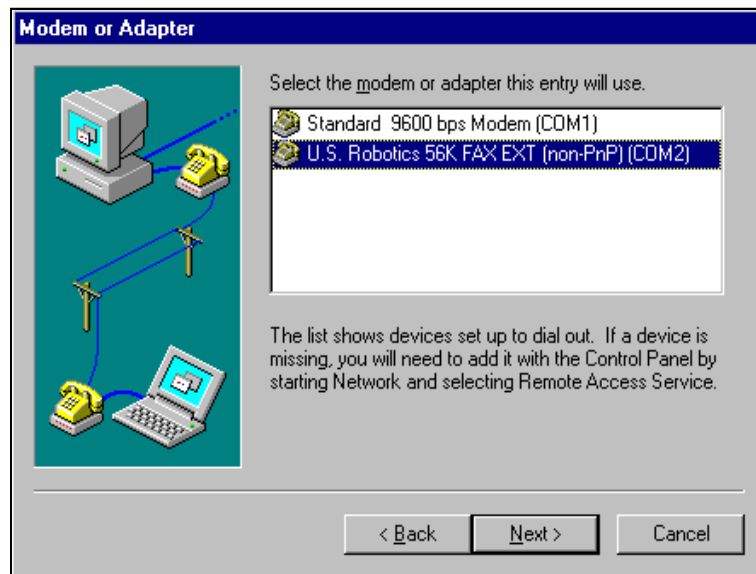 Modem or Adapter
Select the modem or adapter this entry will use.
Standard 9600 bps Modem (COM1)
U.S. Robotics 56K FAX EXT (non-PnP) (COM2)
The list shows devices set up to dial out. If a device is
missing, you will need to add it with the Control Panel by
starting Network and selecting Remote Access Service.
< Back
Next >
Cancel